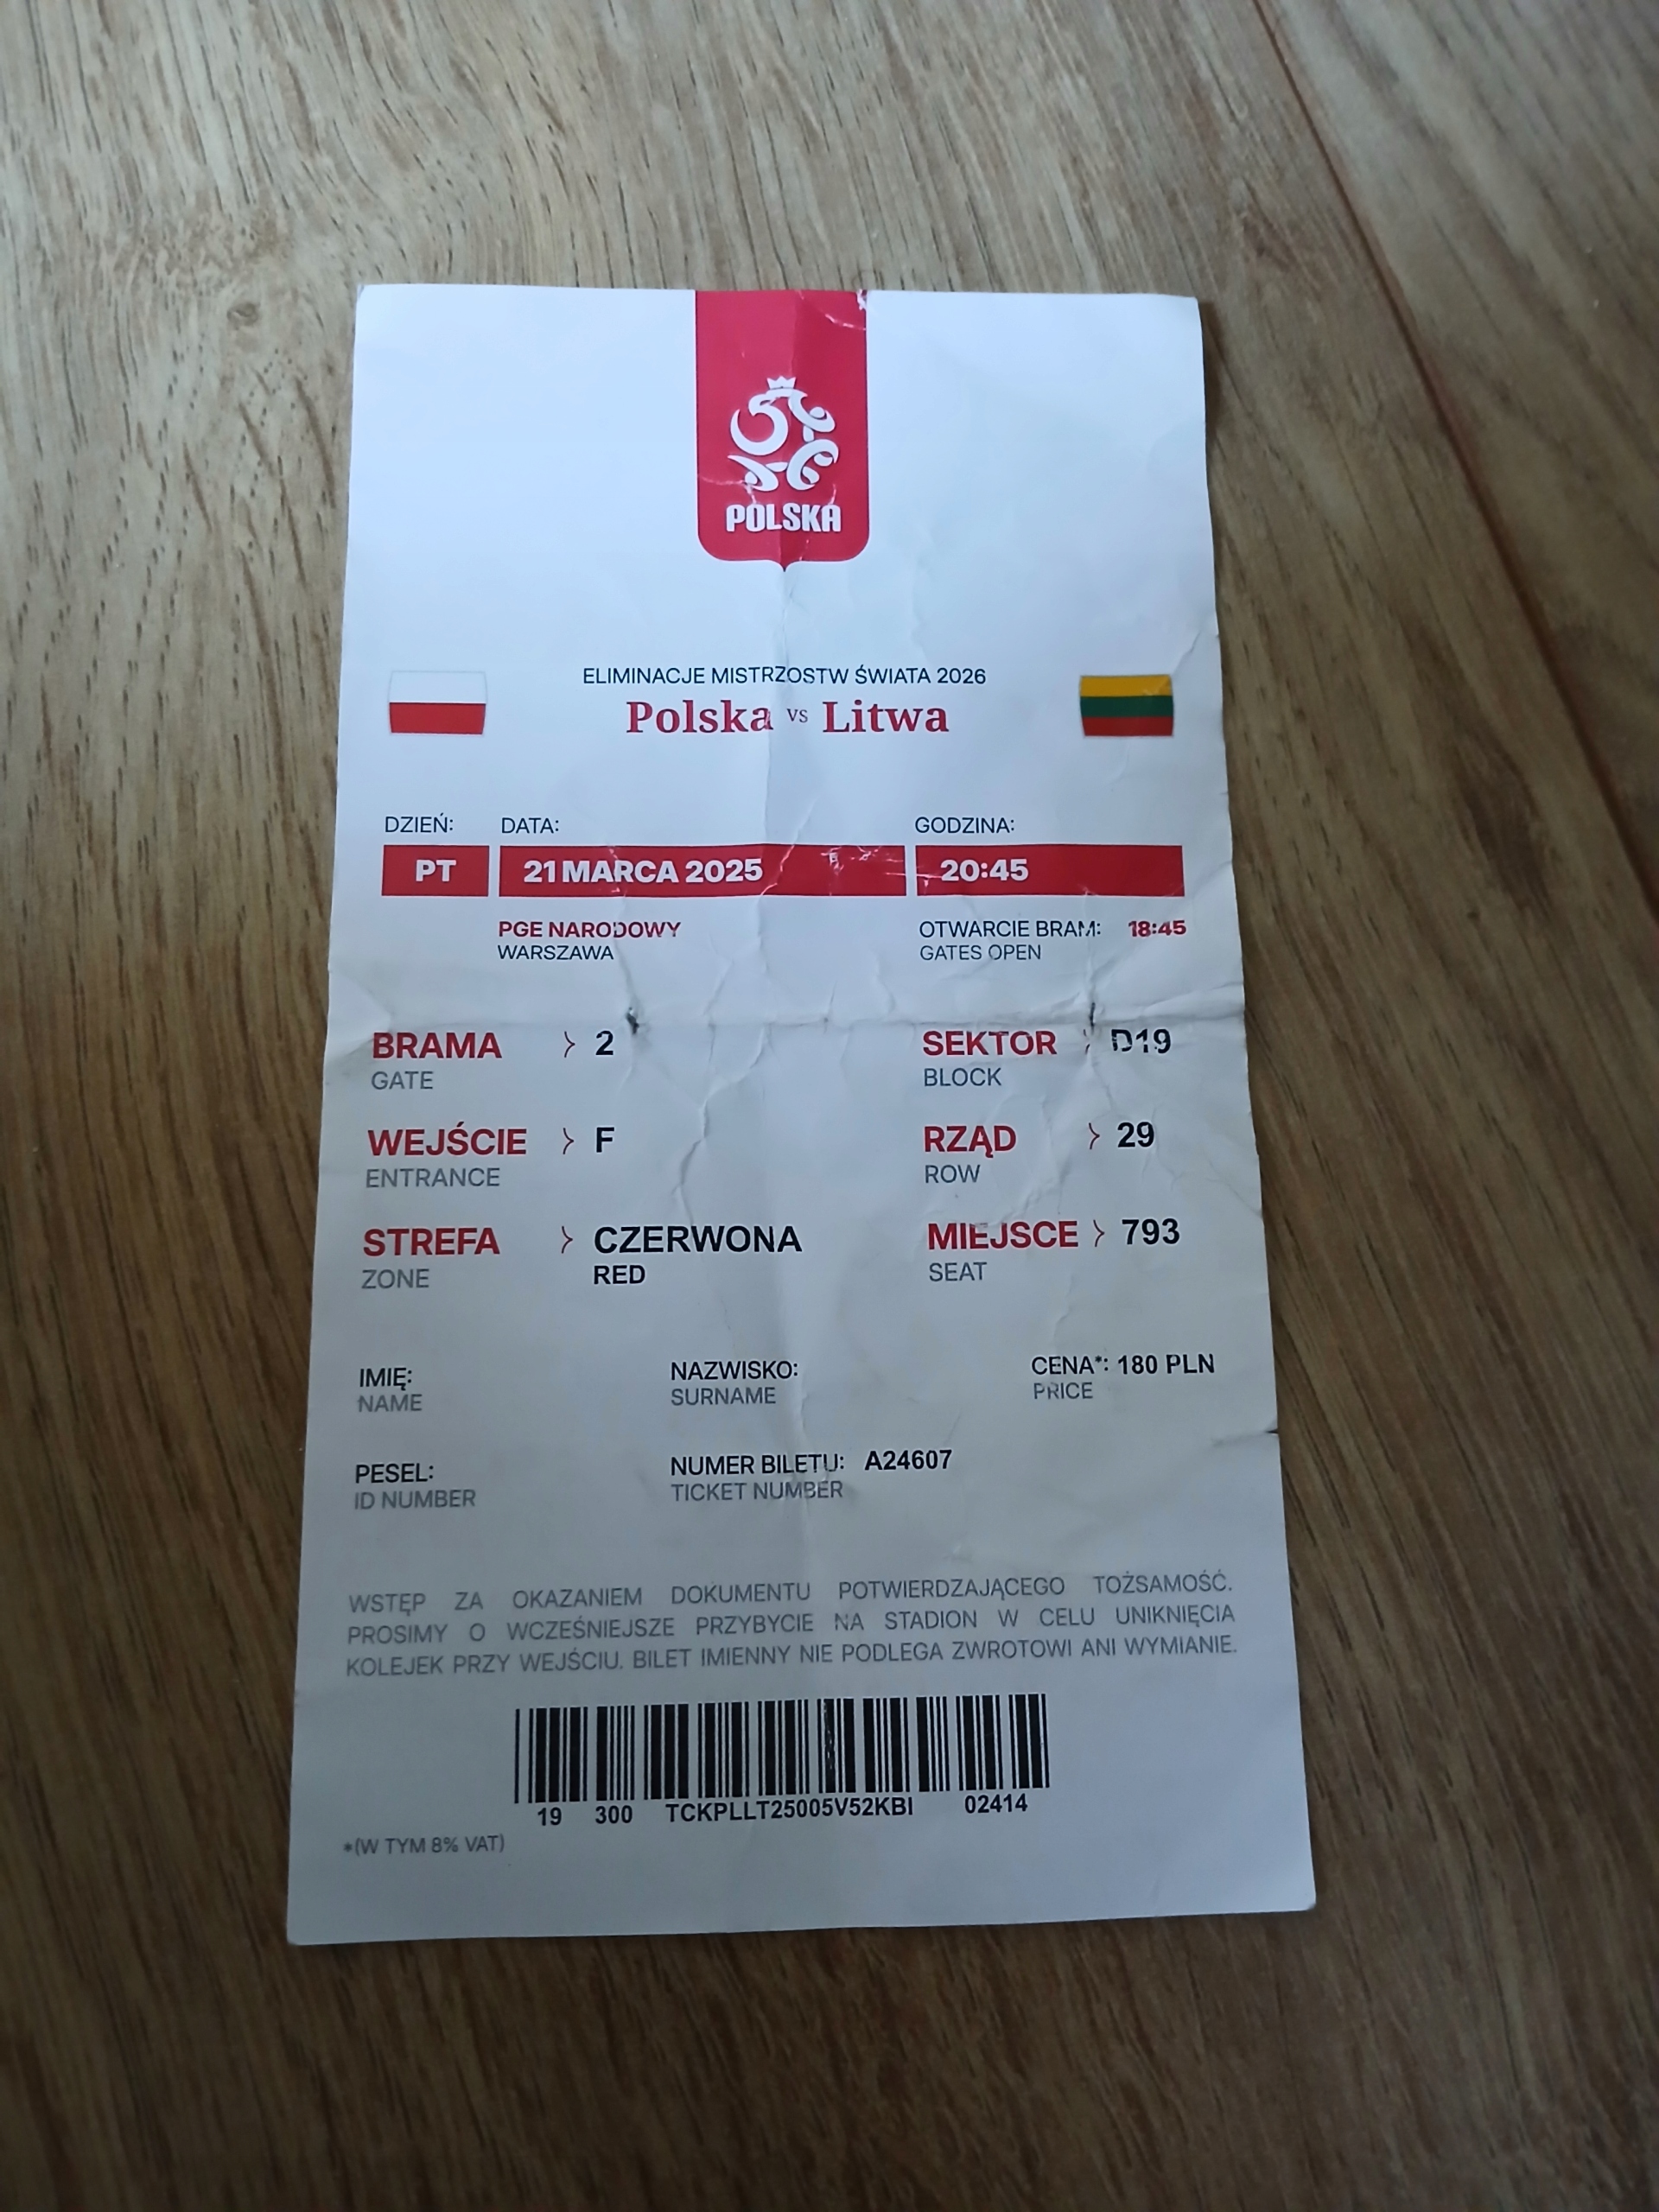 POLSKA
ELIMINACJE MISTRZOSTW ŚWIATA 2026
Polska vs Litwa
DZIEŃ: DATA: GODZINA:
PT 21 MARCA 2025 20:45
PGE NARODOWY OTWARCIE BRAM: 18:45
WARSZAWA GATES OPEN
BRAMA > 2 SEKTOR > D19
GATE BLOCK
WEJŚCIE > F RZĄD > 29
ENTRANCE ROW
STREFA > CZERWONA MIEJSCE > 793
ZONE RED SEAT
IMIĘ: NAZWISKO: CENA*: 180 PLN
NAME SURNAME PRICE
PESEL: NUMER BILETU: A24607
ID NUMBER TICKET NUMBER
WSTĘP ZA OKAZANIEM DOKUMENTU POTWIERDZAJĄCEGO TOŻSAMOŚĆ.
PROSIMY O WCZEŚNIEJSZE PRZYBYCIE NA STADION W CELU UNIKNIĘCIA
KOLEJEK PRZY WEJŚCIU. BILET IMIENNY NIE PODLEGA ZWROTOWI ANI WYMIANIE.
19 300 TCKPLLT25005V52KBI 02414
*(W TYM 8% VAT)